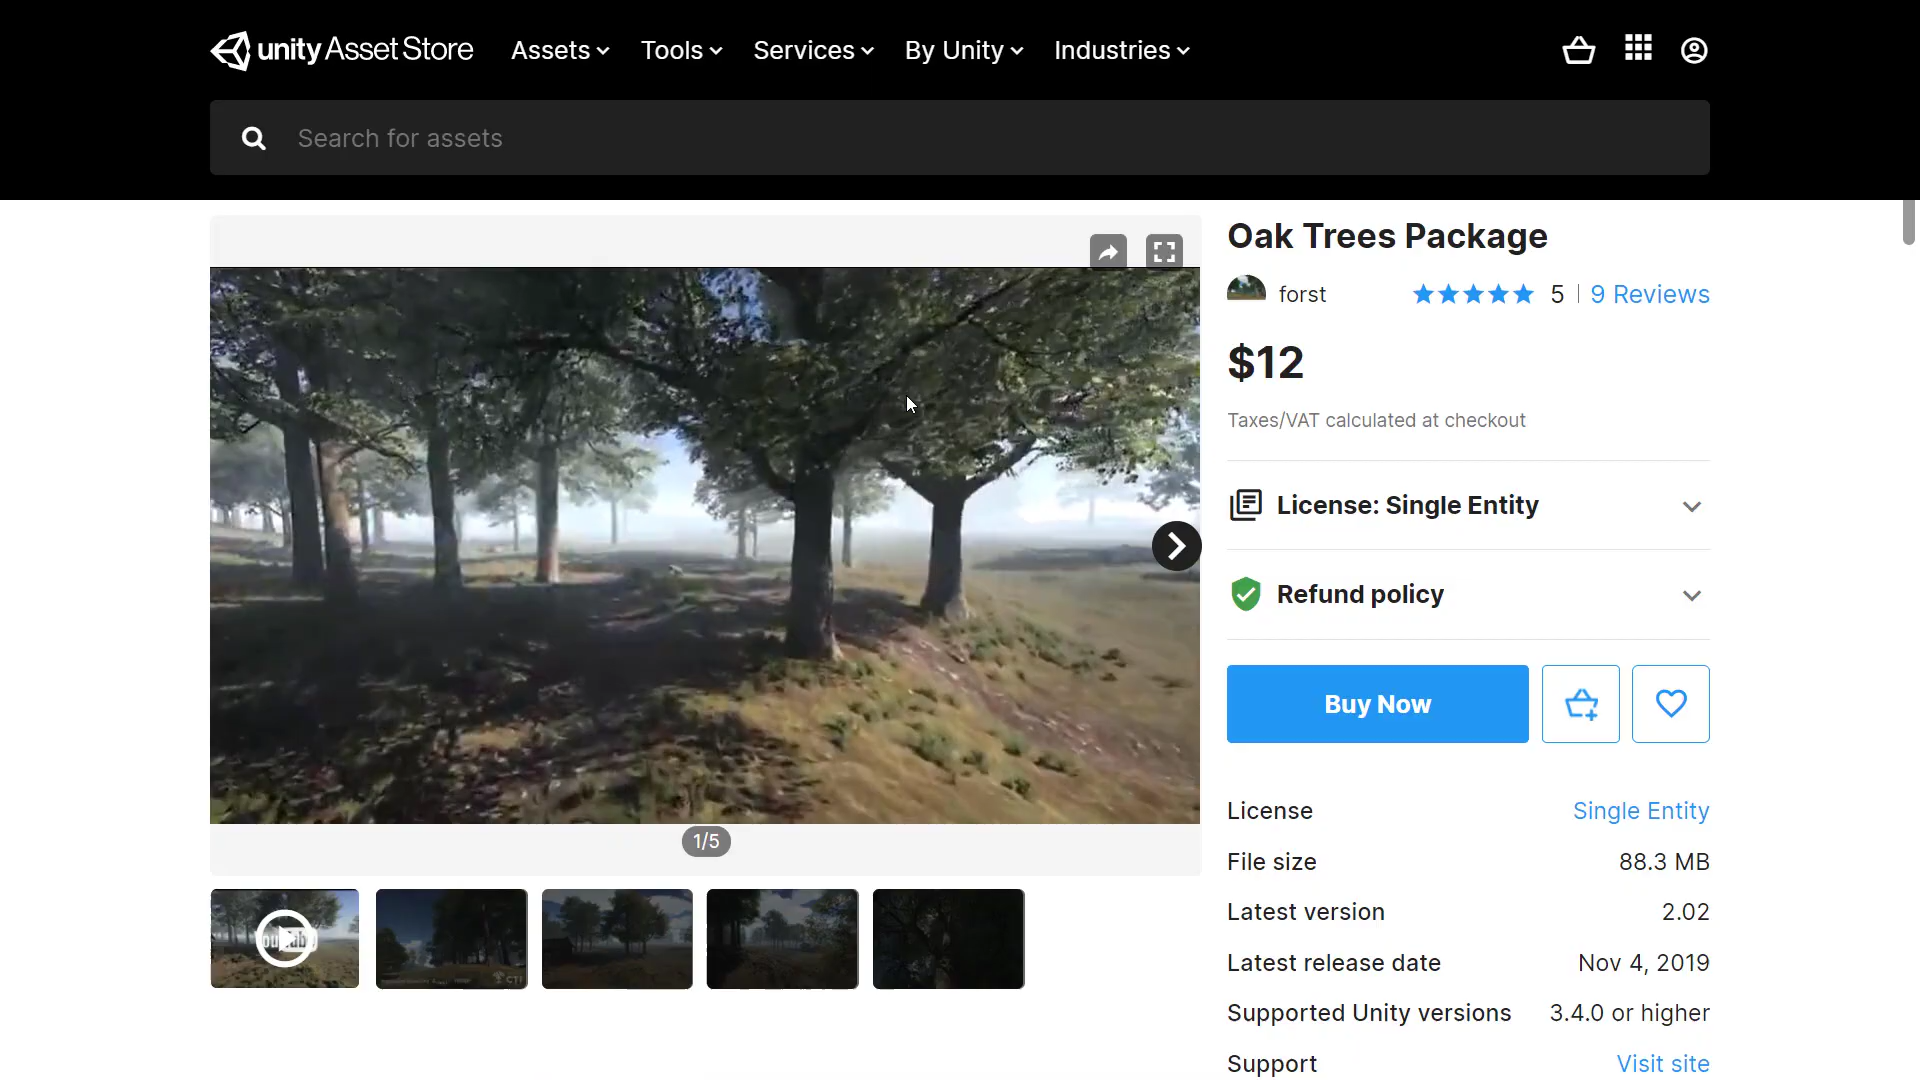 unity Asset Store
Assets
Tools
Services
By Unity
Industries
Search for assets
Oak Trees Package
forst
5 | 9 Reviews
$12
Taxes/VAT calculated at checkout
License: Single Entity
Refund policy
Buy Now
1/5
License
Single Entity
File size
88.3 MB
Latest version
2.02
Latest release date
Nov 4, 2019
Supported Unity versions
3.4.0 or higher
Support
Visit site